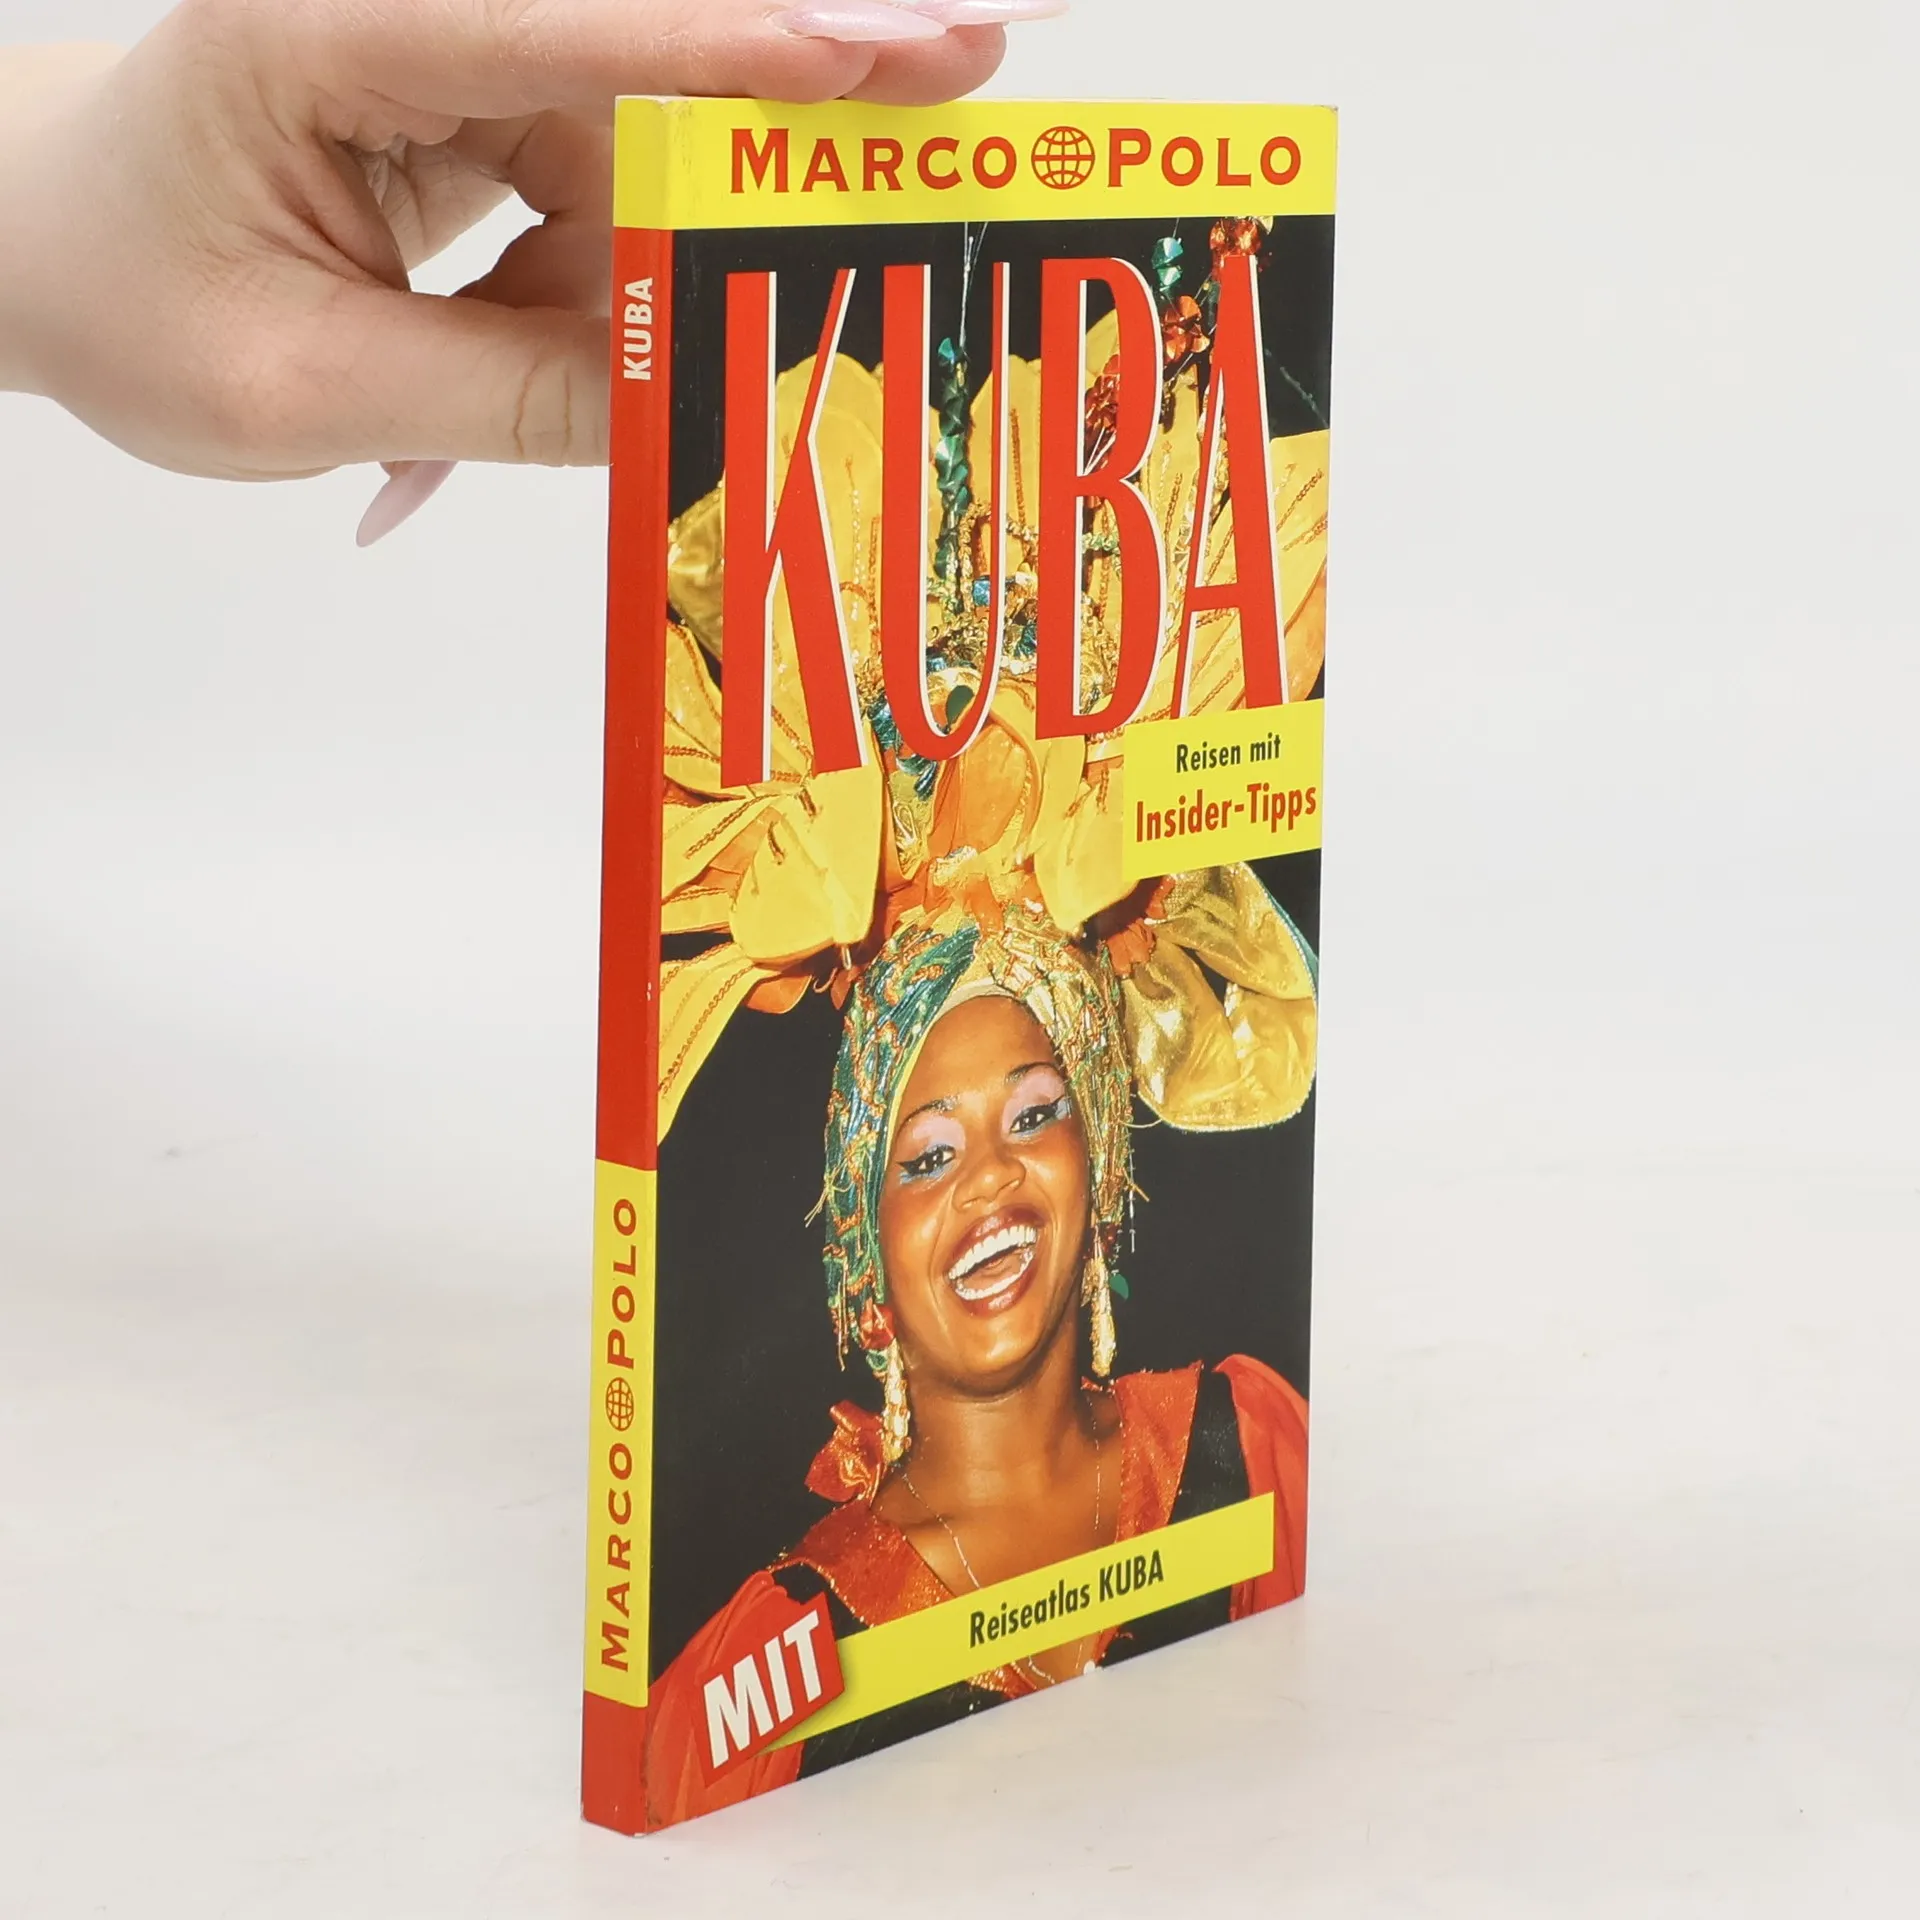 MARCO POLO
KUBA
Reisen mit
Insider-Tipps
MIT
Reiseatlas KUBA
KUBA
MARCO POLO